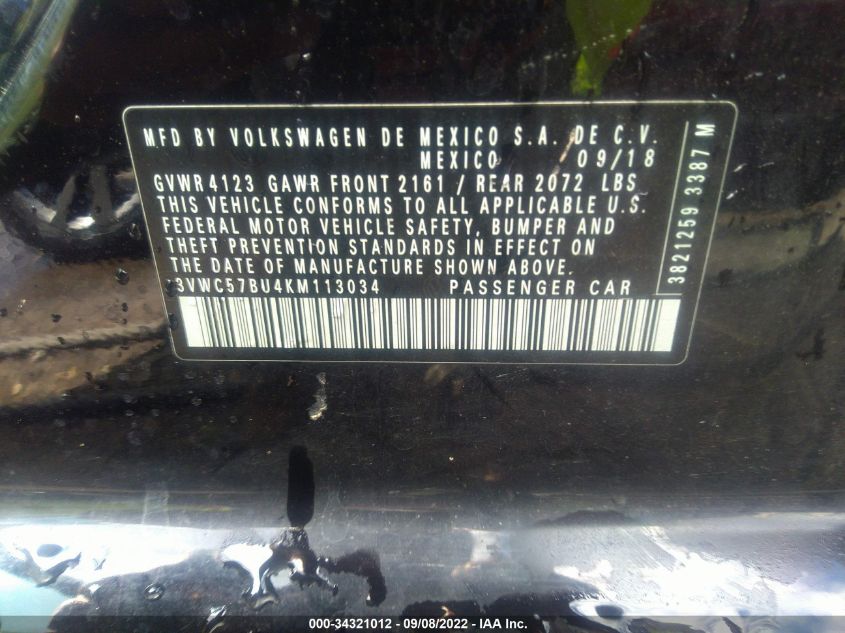 MFD BY VOLKSWAGEN DE MEXICO S.A. DE C.V.
MEXICO 09/18
GVWR 4123 GAWR FRONT 2161 / REAR 2072 LBS
THIS VEHICLE CONFORMS TO ALL APPLICABLE U.S.
FEDERAL MOTOR VEHICLE SAFETY, BUMPER AND
THEFT PREVENTION STANDARDS IN EFFECT ON
THE DATE OF MANUFACTURE SHOWN ABOVE.
3VWC57BU4KM113034 PASSENGER CAR
3821259 3387 M
000-34321012 - 09/08/2022 - IAA Inc.